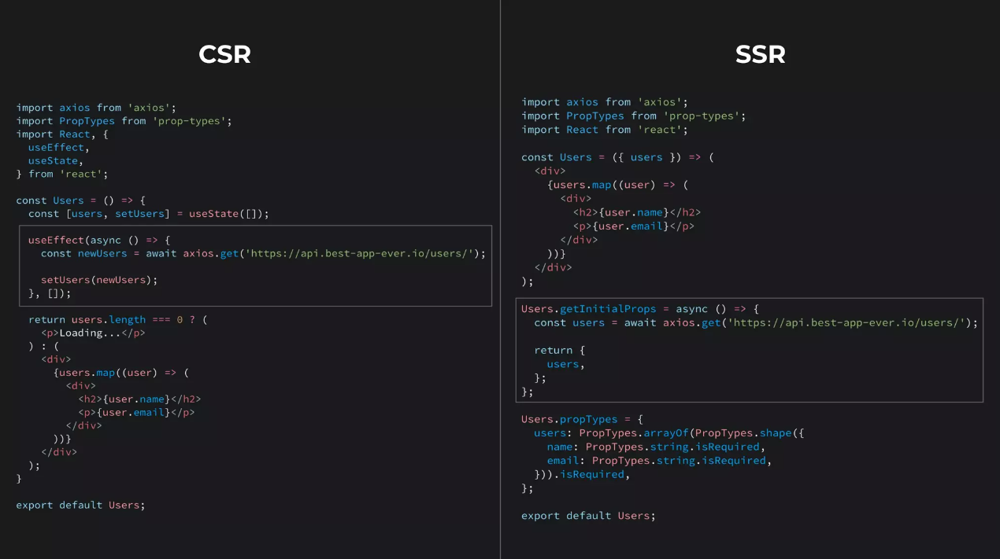 CSR
import axios from 'axios';
import PropTypes from 'prop-types';
import React, {
  useEffect,
  useState,
} from 'react';
const Users = () => {
  const [users, setUsers] = useState([]);
  useEffect(async () => {
    const newUsers = await axios.get('https://api.best-app-ever.io/users/');
    setUsers(newUsers);
  }, []);
  return users.length === 0 ? (
    <p>Loading...</p>
  ) : (
    <div>
      {users.map((user) => (
        <div>
          <h2>{user.name}</h2>
          <p>{user.email}</p>
        </div>
      ))}
    </div>
  );
}
export default Users;
SSR
import axios from 'axios';
import PropTypes from 'prop-types';
import React from 'react';
const Users = ({ users }) => (
  <div>
    {users.map((user) => (
      <div>
        <h2>{user.name}</h2>
        <p>{user.email}</p>
      </div>
    ))}
  </div>
);
Users.getInitialProps = async () => {
  const users = await axios.get('https://api.best-app-ever.io/users/');
  return {
    users,
  };
};
Users.propTypes = {
  users: PropTypes.arrayOf(PropTypes.shape({
    name: PropTypes.string.isRequired,
    email: PropTypes.string.isRequired,
  })).isRequired,
};
export default Users;